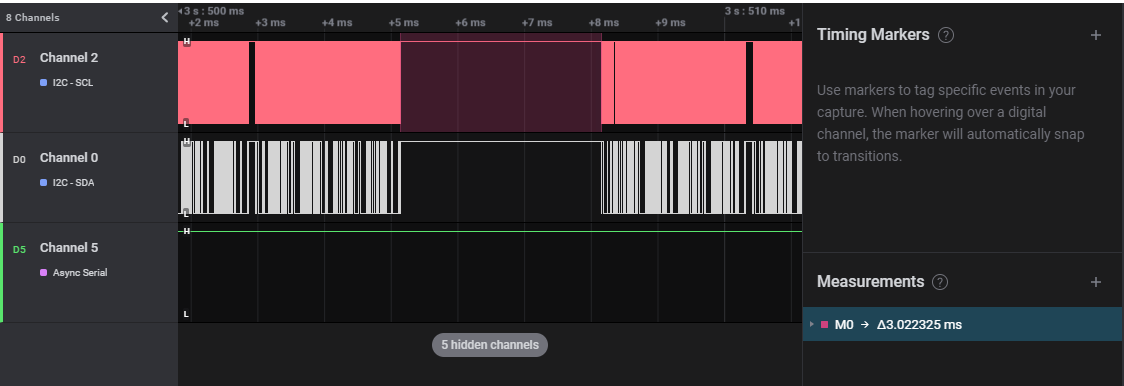 8 Channels
3 s : 500 ms
3 s : 510 ms
+2 ms
+3 ms
+4 ms
+5 ms
+6 ms
+7 ms
+8 ms
+9 ms
+1
D2
Channel 2
I2C - SCL
H
L
D0
Channel 0
I2C - SDA
H
L
D5
Channel 5
Async Serial
H
L
5 hidden channels
Timing Markers ? +
Use markers to tag specific events in your
capture. When hovering over a digital
channel, the marker will automatically snap
to transitions.
Measurements ? +
M0 → Δ3.022325 ms